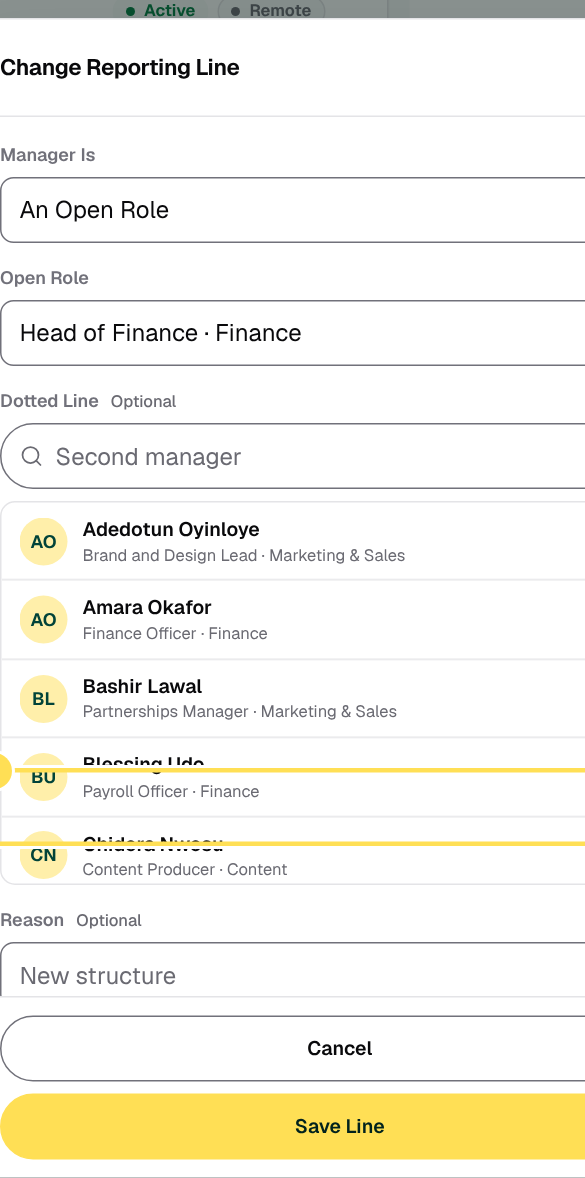 Active Remote
Change Reporting Line
Manager Is
An Open Role
Open Role
Head of Finance · Finance
Dotted Line Optional
Second manager
AO Adedotun Oyinloye
Brand and Design Lead · Marketing & Sales
AO Amara Okafor
Finance Officer · Finance
BL Bashir Lawal
Partnerships Manager · Marketing & Sales
BU Blessing Udo
Payroll Officer · Finance
CN
Content Producer · Content
Reason Optional
New structure
Cancel
Save Line